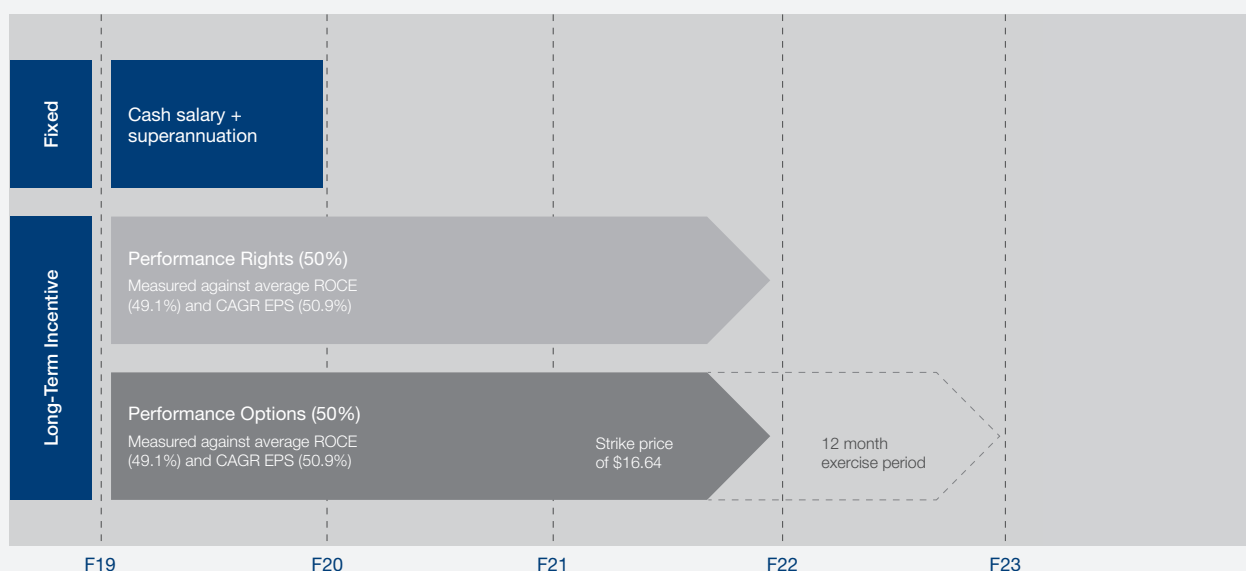 Fixed
Cash salary +
superannuation
Long-Term Incentive
Performance Rights (50%)
Measured against average ROCE
(49.1%) and CAGR EPS (50.9%)
Performance Options (50%)
Measured against average ROCE
(49.1%) and CAGR EPS (50.9%)
Strike price
of $16.64
12 month
exercise period
F19
F20
F21
F22
F23